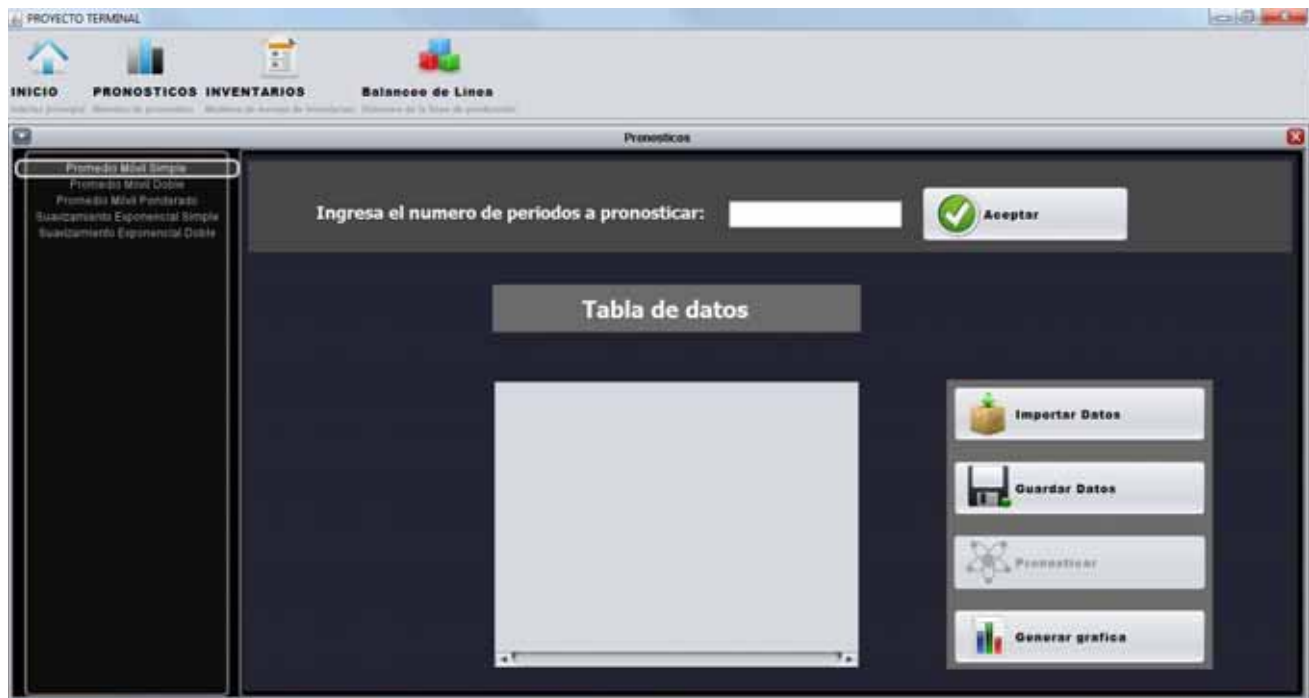 PROYECTO TERMINAL
INICIO
PRONOSTICOS
INVENTARIOS
Balanceo de Linea
Pronosticos
Promedio Móvil Simple
Promedio Móvil Doble
Promedio Móvil Ponderado
Suavizamiento Exponencial Simple
Suavizamiento Exponencial Doble
Ingresa el numero de periodos a pronosticar:
Aceptar
Tabla de datos
Importar Datos
Guardar Datos
Pronosticar
Generar grafica